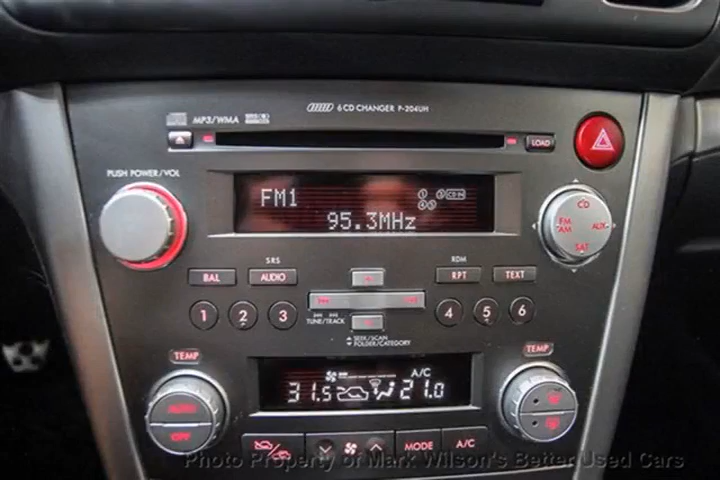 6 CD CHANGER P-204UH
MP3/WMA
LOAD
PUSH POWER/VOL
FM1
95.3MHz
CD
FM AM
AUX
SAT
SRS
RDM
BAL
AUDIO
RPT
TEXT
1 2 3
4 5 6
TUNE/TRACK
SEEK/SCAN
FOLDER/CATEGORY
TEMP
TEMP
A/C
31.5
21.0
AUTO
OFF
MODE
A/C
Photo Property of Mark Wilson's Better Used Cars